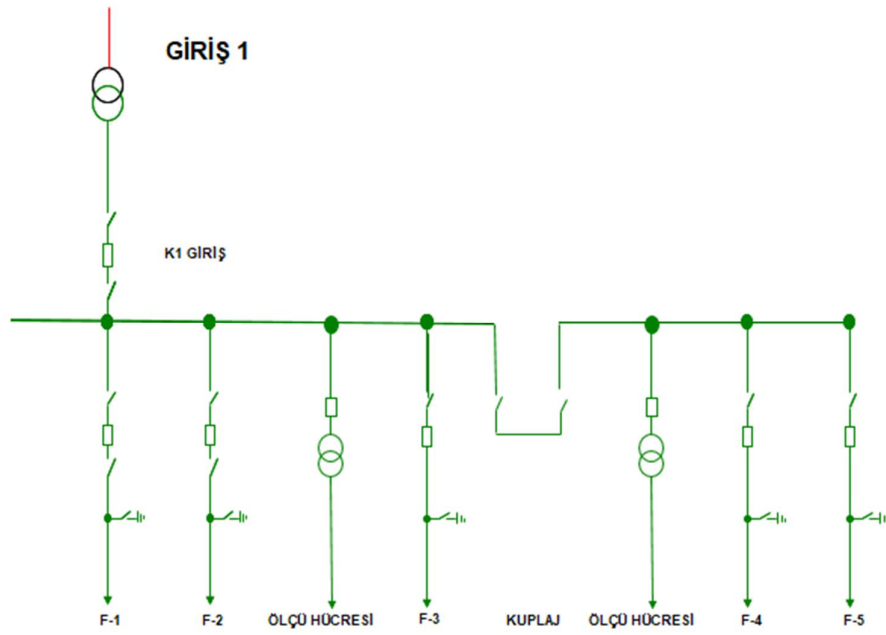 GİRİŞ 1
K1 GİRİŞ
F-1
F-2
ÖLÇÜ HÜCRESİ
F-3
KUPLAJ
ÖLÇÜ HÜCRESİ
F-4
F-5